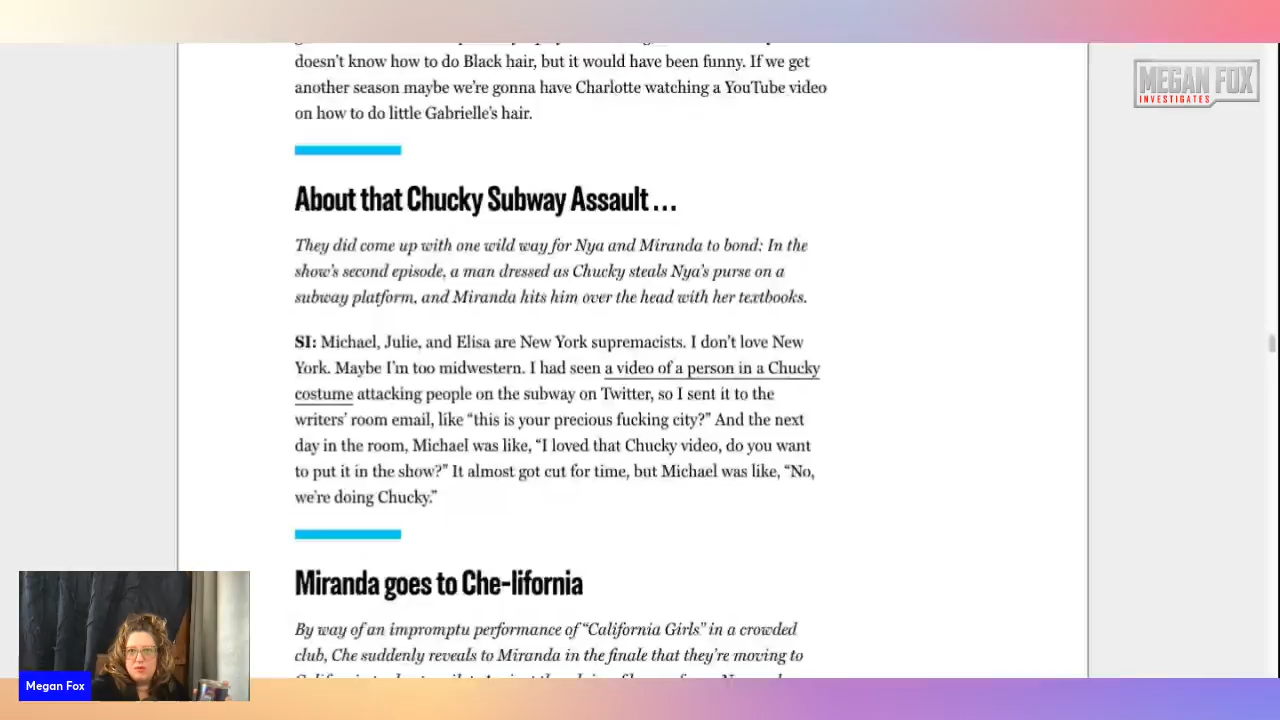 MEGAN FOX
INVESTIGATES
doesn't know how to do Black hair, but it would have been funny. If we get
another season maybe we're gonna have Charlotte watching a YouTube video
on how to do little Gabrielle's hair.
About that Chucky Subway Assault ...
They did come up with one wild way for Nya and Miranda to bond: In the
show's second episode, a man dressed as Chucky steals Nya's purse on a
subway platform, and Miranda hits him over the head with her textbooks.
SI: Michael, Julie, and Elisa are New York supremacists. I don't love New
York. Maybe I'm too midwestern. I had seen a video of a person in a Chucky
costume attacking people on the subway on Twitter, so I sent it to the
writers' room email, like “this is your precious fucking city?” And the next
day in the room, Michael was like, “I loved that Chucky video, do you want
to put it in the show?” It almost got cut for time, but Michael was like, “No,
we're doing Chucky.”
Miranda goes to Che-lifornia
By way of an impromptu performance of “California Girls” in a crowded
club, Che suddenly reveals to Miranda in the finale that they're moving to
Megan Fox